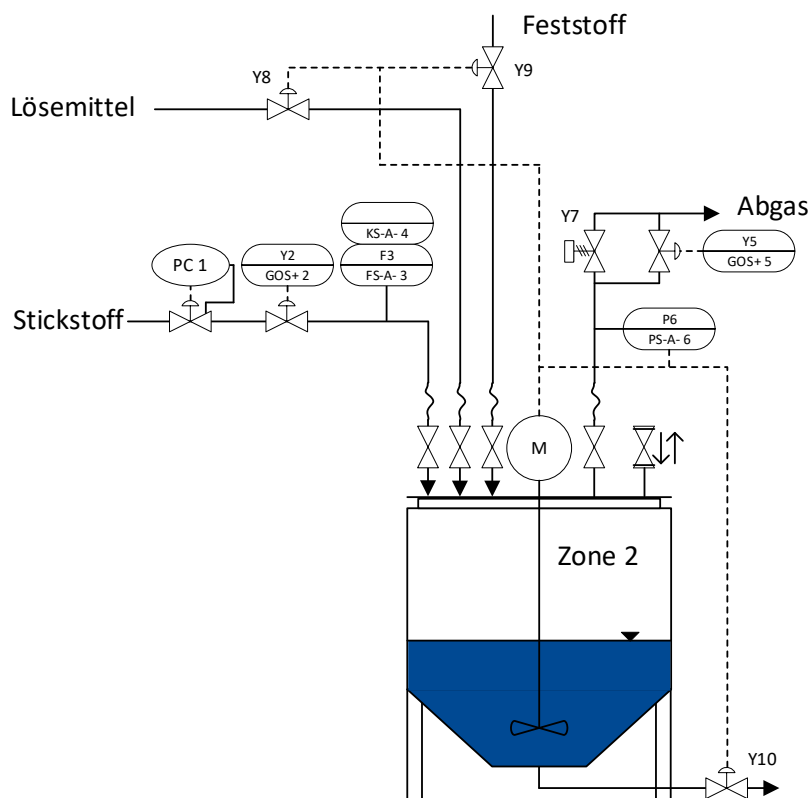 Feststoff
Y8
Y9
Lösemittel
Y7
Abgas
KS-A- 4
Y5
GOS+ 5
PC 1
Y2
GOS+ 2
F3
FS-A- 3
Stickstoff
P6
PS-A- 6
M
Zone 2
Y10